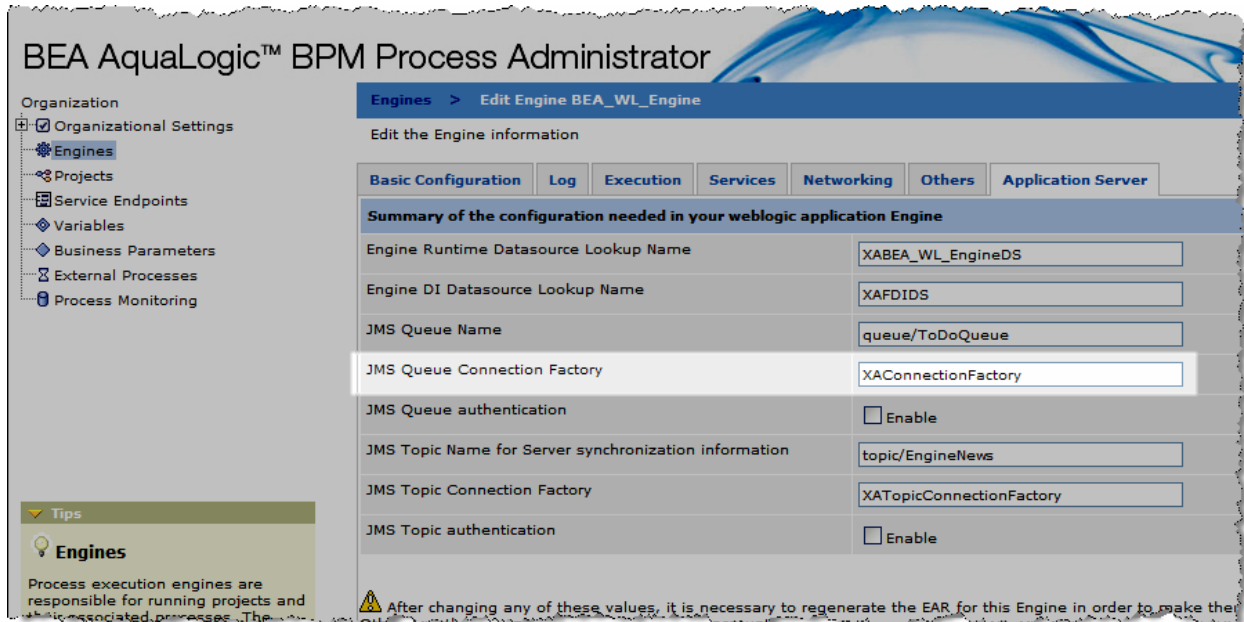 BEA AquaLogic™ BPM Process Administrator
Organization
Organizational Settings
Engines
Projects
Service Endpoints
Variables
Business Parameters
External Processes
Process Monitoring
Engines > Edit Engine BEA_WL_Engine
Edit the Engine information
Basic Configuration Log Execution Services Networking Others Application Server
Summary of the configuration needed in your weblogic application Engine
Engine Runtime Datasource Lookup Name XABEA_WL_EngineDS
Engine DI Datasource Lookup Name XAFDIDS
JMS Queue Name queue/ToDoQueue
JMS Queue Connection Factory XAConnectionFactory
JMS Queue authentication Enable
JMS Topic Name for Server synchronization information topic/EngineNews
JMS Topic Connection Factory XATopicConnectionFactory
JMS Topic authentication Enable
Tips
Engines
Process execution engines are
responsible for running projects and
their associated processes. The
After changing any of these values, it is necessary to regenerate the EAR for this Engine in order to make